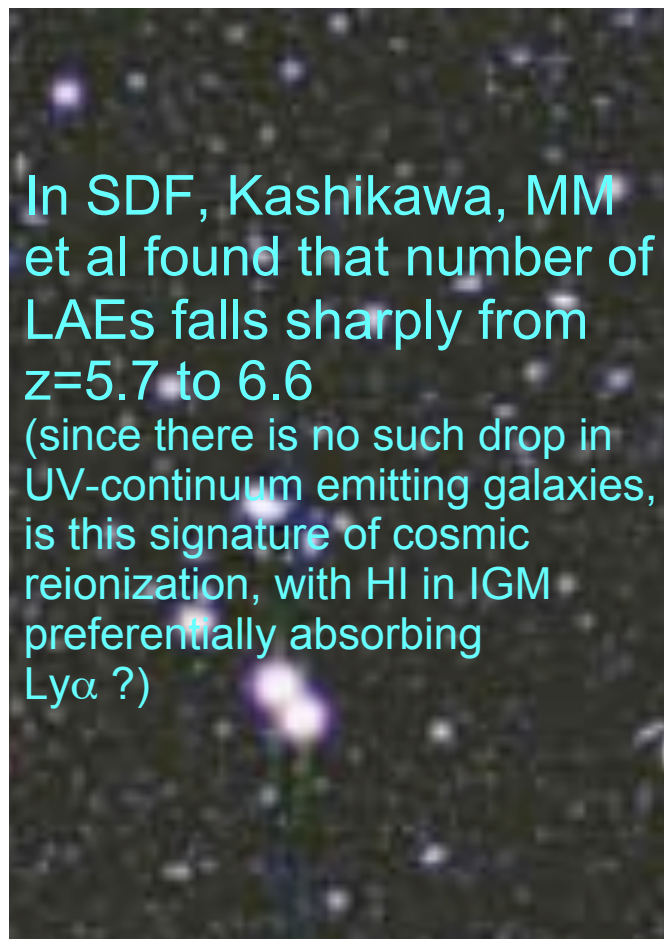 In SDF, Kashikawa, MM
et al found that number of
LAEs falls sharply from
z=5.7 to 6.6
(since there is no such drop in
UV-continuum emitting galaxies,
is this signature of cosmic
reionization, with HI in IGM
preferentially absorbing
Lyα ?)